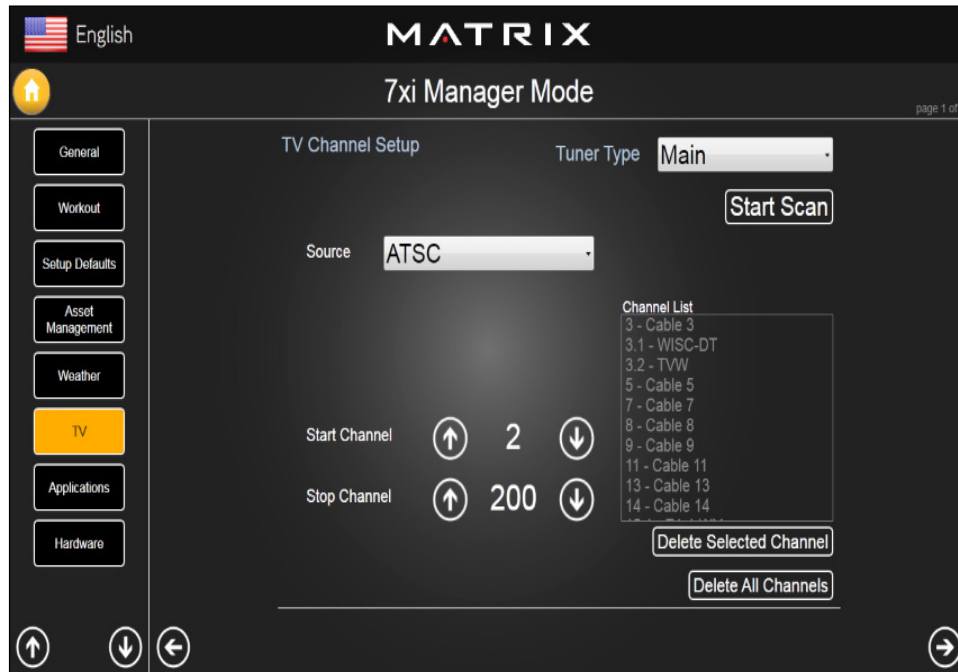 English
MATRIX
7xi Manager Mode
page 1 of
General
Workout
Setup Defaults
Asset
Management
Weather
TV
Applications
Hardware
TV Channel Setup
Tuner Type Main
Start Scan
Source ATSC
Channel List
3 - Cable 3
3.1 - WISC-DT
3.2 - TVW
5 - Cable 5
7 - Cable 7
8 - Cable 8
9 - Cable 9
11 - Cable 11
13 - Cable 13
14 - Cable 14
Start Channel 2
Stop Channel 200
Delete Selected Channel
Delete All Channels